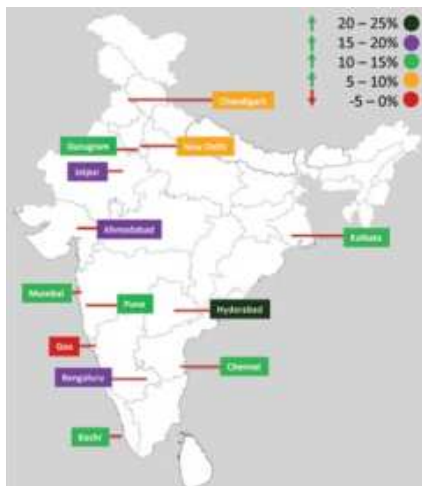 20 – 25%
15 – 20%
10 – 15%
5 – 10%
-5 – 0%
Chandigarh
Gurugram
New Delhi
Jaipur
Ahmedabad
Kolkata
Mumbai
Pune
Hyderabad
Goa
Chennai
Bengaluru
Kochi